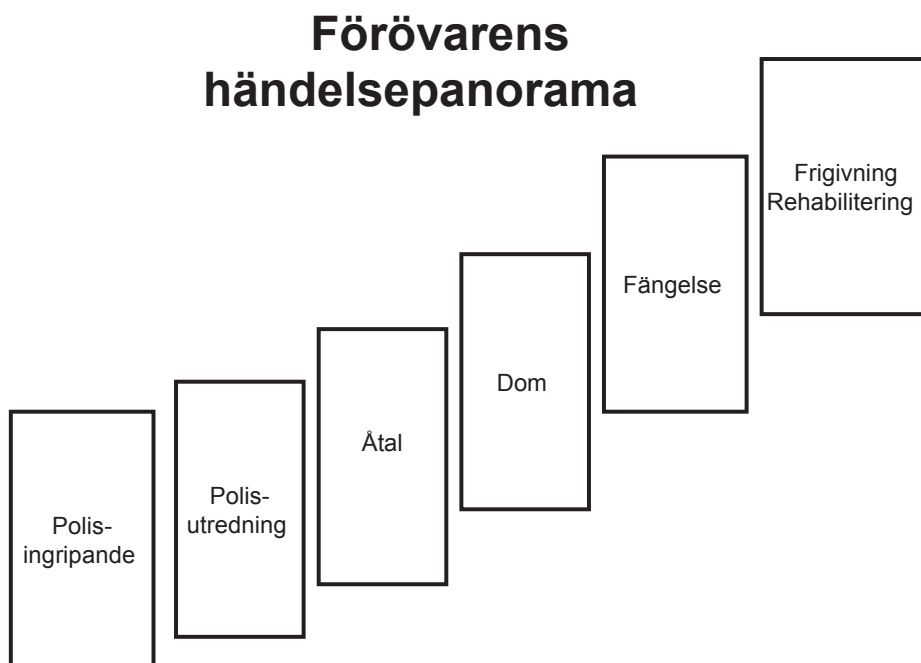 Förövarens
händelsepanorama
Polis-
ingripande
Polis-
utredning
Åtal
Dom
Fängelse
Frigivning
Rehabilitering